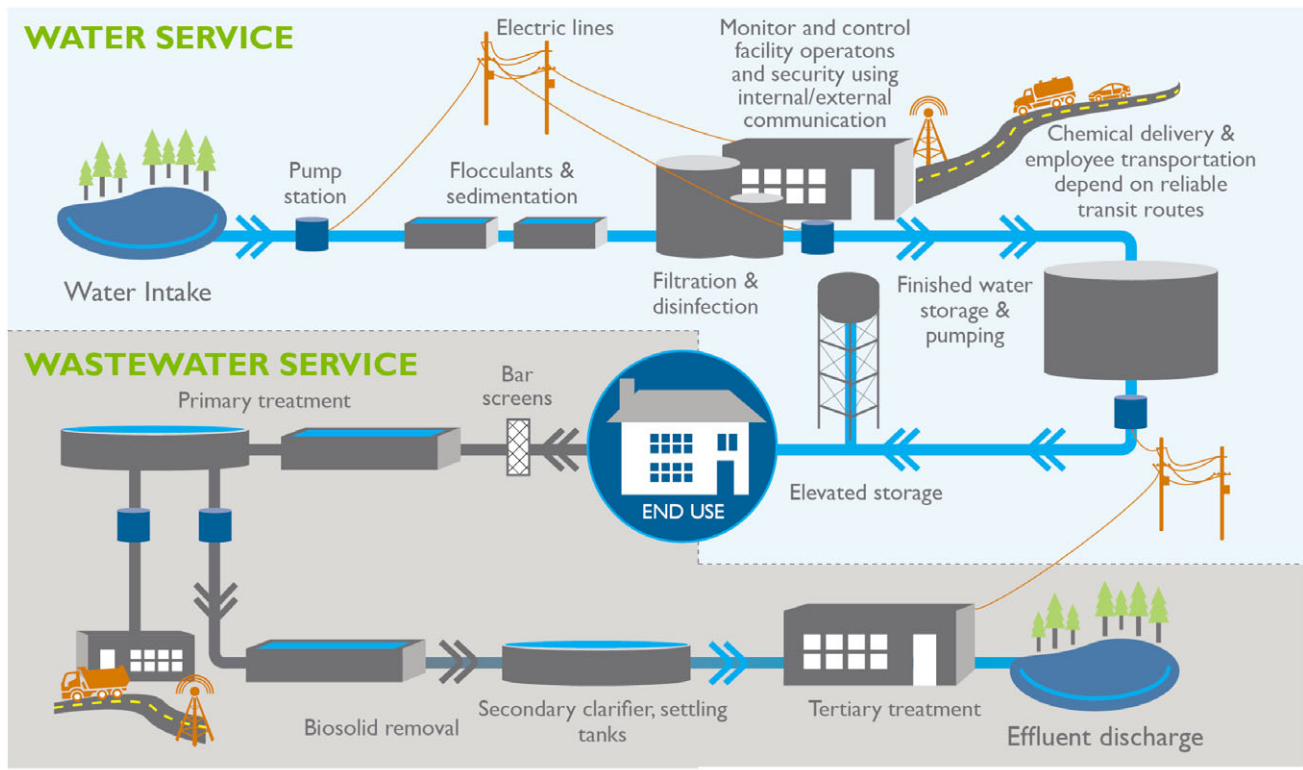 WATER SERVICE
Electric lines
Monitor and control
facility operatons
and security using
internal/external
communication
Chemical delivery &
employee transportation
depend on reliable
transit routes
Pump
station
Flocculants &
sedimentation
Water Intake
Filtration &
disinfection
Finished water
storage &
pumping
WASTEWATER SERVICE
Primary treatment
Bar
screens
END USE
Elevated storage
Biosolid removal
Secondary clarifier, settling
tanks
Tertiary treatment
Effluent discharge